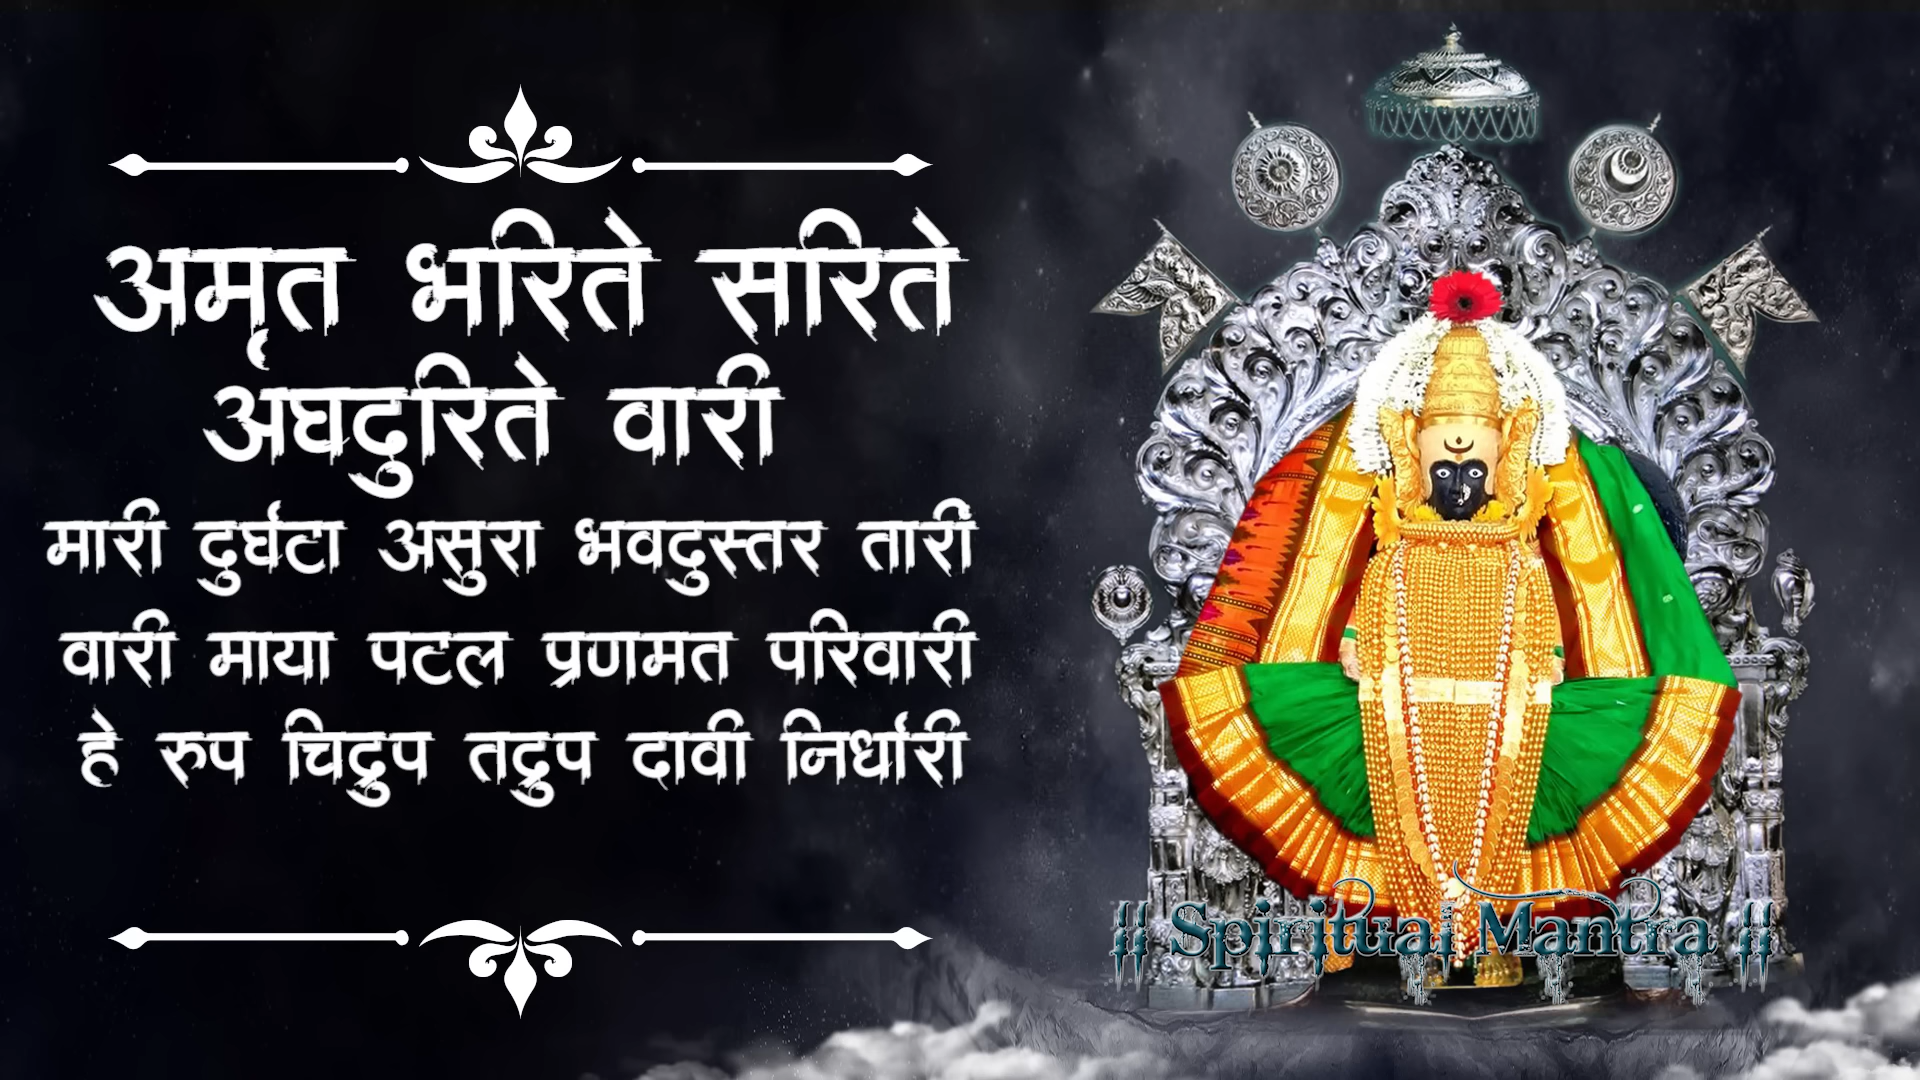 अमृत भरिते सरिते
अघदुरिते वारी
मारी दुर्घटा असुरा भवदुस्तर तारी
वारी माया पटल प्रणमत परिवारी
हे रुप चिद्रुप तद्रुप दावी निर्धारी
|| Spiritual Mantra ||